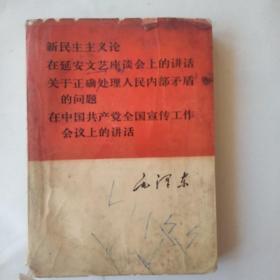 新民主主义论
在延安文艺座谈会上的讲话
关于正确处理人民内部矛盾
的问题
在中国共产党全国宣传工作
会议上的讲话
毛泽东